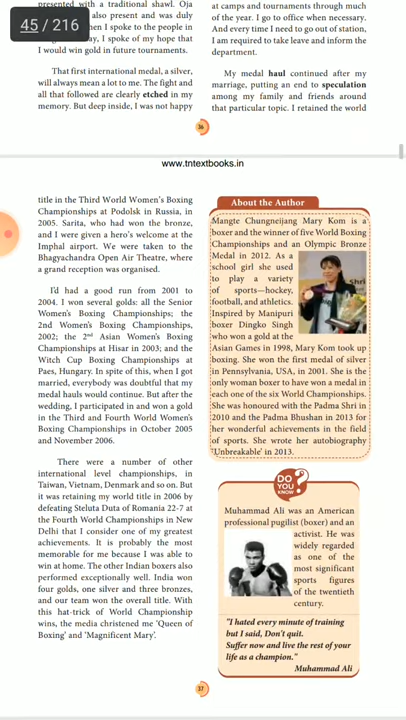 presented with a traditional shawl. Oja
also present and was duly
when I spoke to the people in
I spoke of my hope that
I would win gold in future tournaments.
45 / 216
That first international medal, a silver,
will always mean a lot to me. The fight and
all that followed are clearly etched in my
memory. But deep inside, I was not happy
at camps and tournaments through much
of the year. I go to office when necessary.
And every time I need to go out of station,
I am required to take leave and inform the
department.
My medal haul continued after my
marriage, putting an end to speculation
among my family and friends around
that particular topic. I retained the world
36
www.tntextbooks.in
title in the Third World Women's Boxing
Championships at Podolsk in Russia, in
2005. Sarita, who had won the bronze,
and I were given a hero's welcome at the
Imphal airport. We were taken to the
Bhagyachandra Open Air Theatre, where
a grand reception was organised.
I'd had a good run from 2001 to
2004. I won several golds: all the Senior
Women's Boxing Championships; the
2nd Women's Boxing Championships,
2002; the 2nd Asian Women's Boxing
Championships at Hisar in 2003; and the
Witch Cup Boxing Championships at
Paes, Hungary. In spite of this, when I got
married, everybody was doubtful that my
medal hauls would continue. But after the
wedding, I participated in and won a gold
in the Third and Fourth World Women's
Boxing Championships in October 2005
and November 2006.
There were a number of other
international level championships, in
Taiwan, Vietnam, Denmark and so on. But
it was retaining my world title in 2006 by
defeating Steluta Duta of Romania 22-7 at
the Fourth World Championships in New
Delhi that I consider one of my greatest
achievements. It is probably the most
memorable for me because I was able to
win at home. The other Indian boxers also
performed exceptionally well. India won
four golds, one silver and three bronzes,
and our team won the overall title. With
this hat-trick of World Championship
wins, the media christened me 'Queen of
Boxing' and 'Magnificent Mary'.
About the Author
Mangte Chungneijang Mary Kom is a
boxer and the winner of five World Boxing
Championships and an Olympic Bronze
Medal in 2012. As a
school girl she used
to play a variety
of sports—hockey,
football, and athletics.
Inspired by Manipuri
boxer Dingko Singh
who won a gold at the
Asian Games in 1998, Mary Kom took up
boxing. She won the first medal of silver
in Pennsylvania, USA, in 2001. She is the
only woman boxer to have won a medal in
each one of the six World Championships.
She was honoured with the Padma Shri in
2010 and the Padma Bhushan in 2013 for
her wonderful achievements in the field
of sports. She wrote her autobiography
'Unbreakable' in 2013.
DO
YOU
KNOW
?
Muhammad Ali was an American
professional pugilist (boxer) and an
activist. He was
widely regarded
as one of the
most significant
sports figures
of the twentieth
century.
"I hated every minute of training
but I said, Don't quit.
Suffer now and live the rest of your
life as a champion."
Muhammad Ali
37